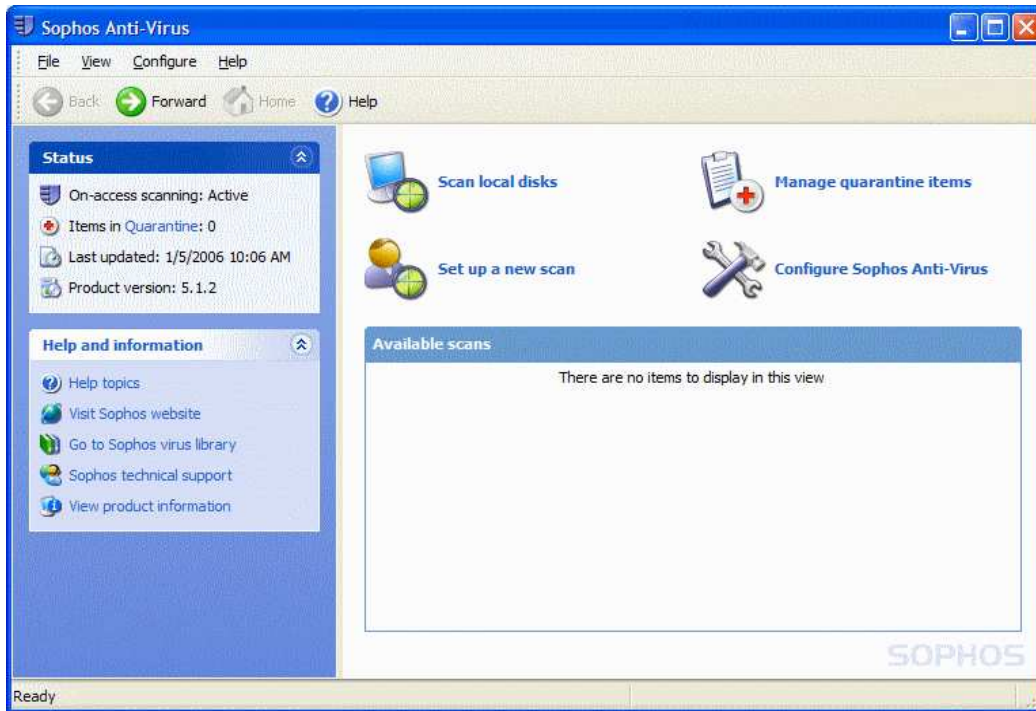 Sophos Anti-Virus
File View Configure Help
Back Forward Home Help
Status
On-access scanning: Active
Items in Quarantine: 0
Last updated: 1/5/2006 10:06 AM
Product version: 5.1.2
Help and information
Help topics
Visit Sophos website
Go to Sophos virus library
Sophos technical support
View product information
Scan local disks
Manage quarantine items
Set up a new scan
Configure Sophos Anti-Virus
Available scans
There are no items to display in this view
SOPHOS
Ready